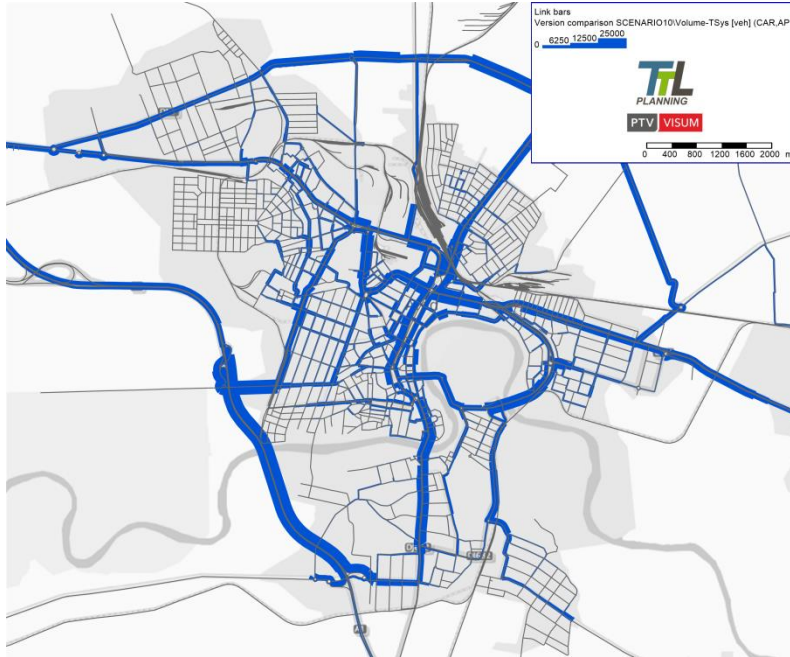 Link bars
Version comparison SCENARIO10\Volume-TSys [veh] (CAR,AP
0 6250 12500 25000
TTL
PLANNING
PTV VISUM
0 400 800 1200 1600 2000 m
A1